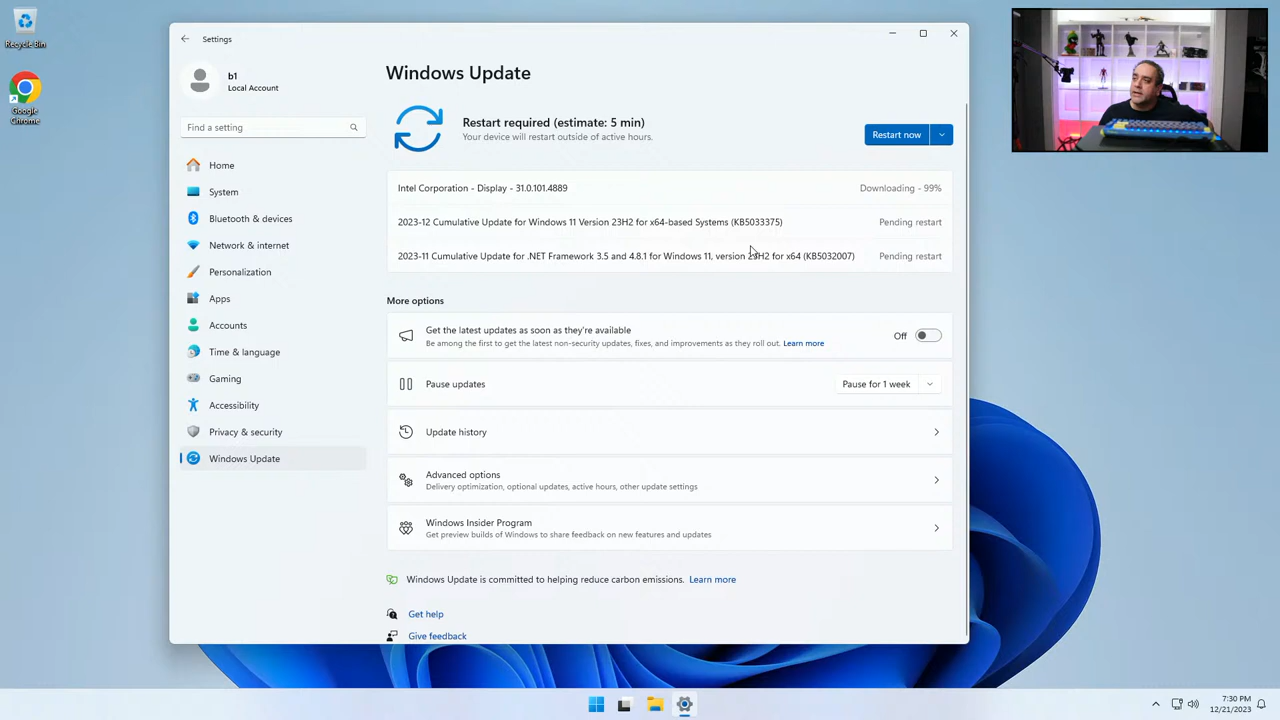 Recycle Bin
Google
Chrome
Settings
b1
Local Account
Find a setting
Home
System
Bluetooth & devices
Network & internet
Personalization
Apps
Accounts
Time & language
Gaming
Accessibility
Privacy & security
Windows Update
Windows Update
Restart required (estimate: 5 min)
Your device will restart outside of active hours.
Restart now
Intel Corporation - Display - 31.0.101.4889
Downloading - 99%
2023-12 Cumulative Update for Windows 11 Version 23H2 for x64-based Systems (KB5033375)
Pending restart
2023-11 Cumulative Update for .NET Framework 3.5 and 4.8.1 for Windows 11, version 23H2 for x64 (KB5032007)
Pending restart
More options
Get the latest updates as soon as they're available
Be among the first to get the latest non-security updates, fixes, and improvements as they roll out. Learn more
Off
Pause updates
Pause for 1 week
Update history
Advanced options
Delivery optimization, optional updates, active hours, other update settings
Windows Insider Program
Get preview builds of Windows to share feedback on new features and updates
Windows Update is committed to helping reduce carbon emissions. Learn more
Get help
Give feedback
7:30 PM
12/21/2023